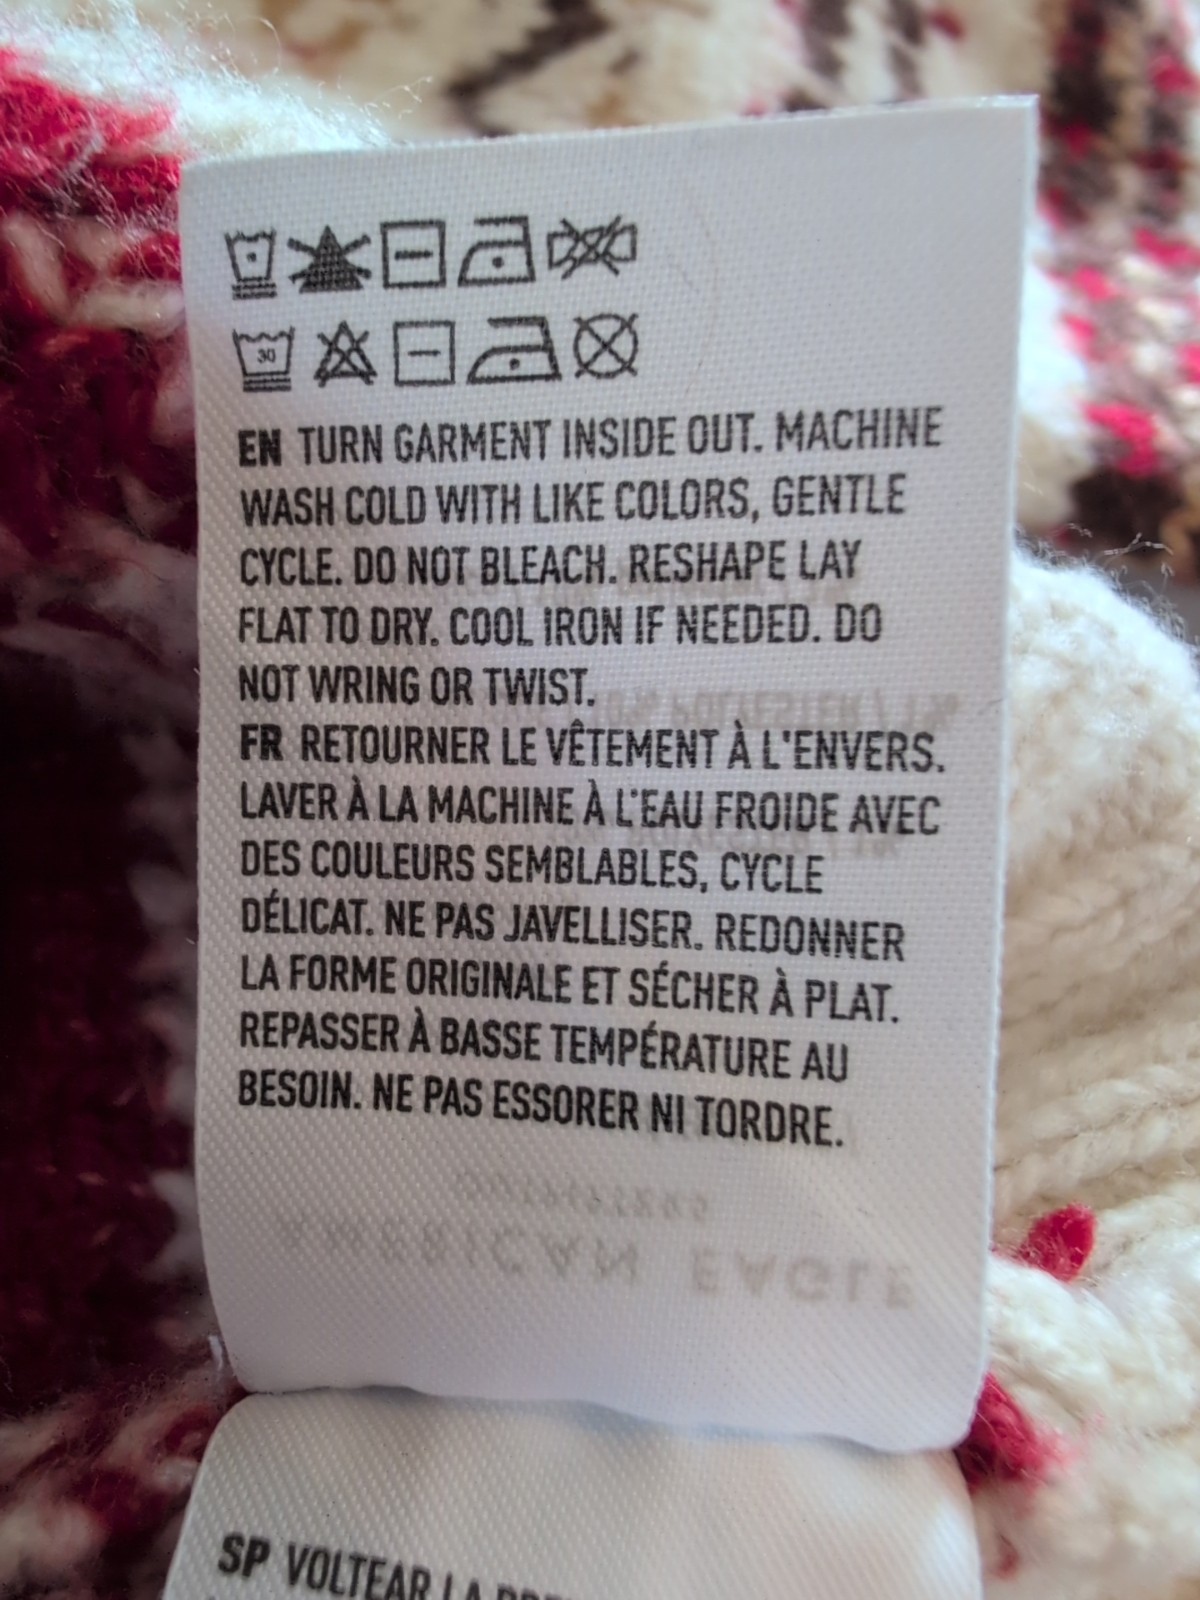 30
EN TURN GARMENT INSIDE OUT. MACHINE
WASH COLD WITH LIKE COLORS, GENTLE
CYCLE. DO NOT BLEACH. RESHAPE LAY
FLAT TO DRY. COOL IRON IF NEEDED. DO
NOT WRING OR TWIST.
FR RETOURNER LE VÊTEMENT À L'ENVERS.
LAVER À LA MACHINE À L'EAU FROIDE AVEC
DES COULEURS SEMBLABLES, CYCLE
DÉLICAT. NE PAS JAVELLISER. REDONNER
LA FORME ORIGINALE ET SÉCHER À PLAT.
REPASSER À BASSE TEMPÉRATURE AU
BESOIN. NE PAS ESSORER NI TORDRE.
AMERICAN EAGLE
SP VOLTEAR LA